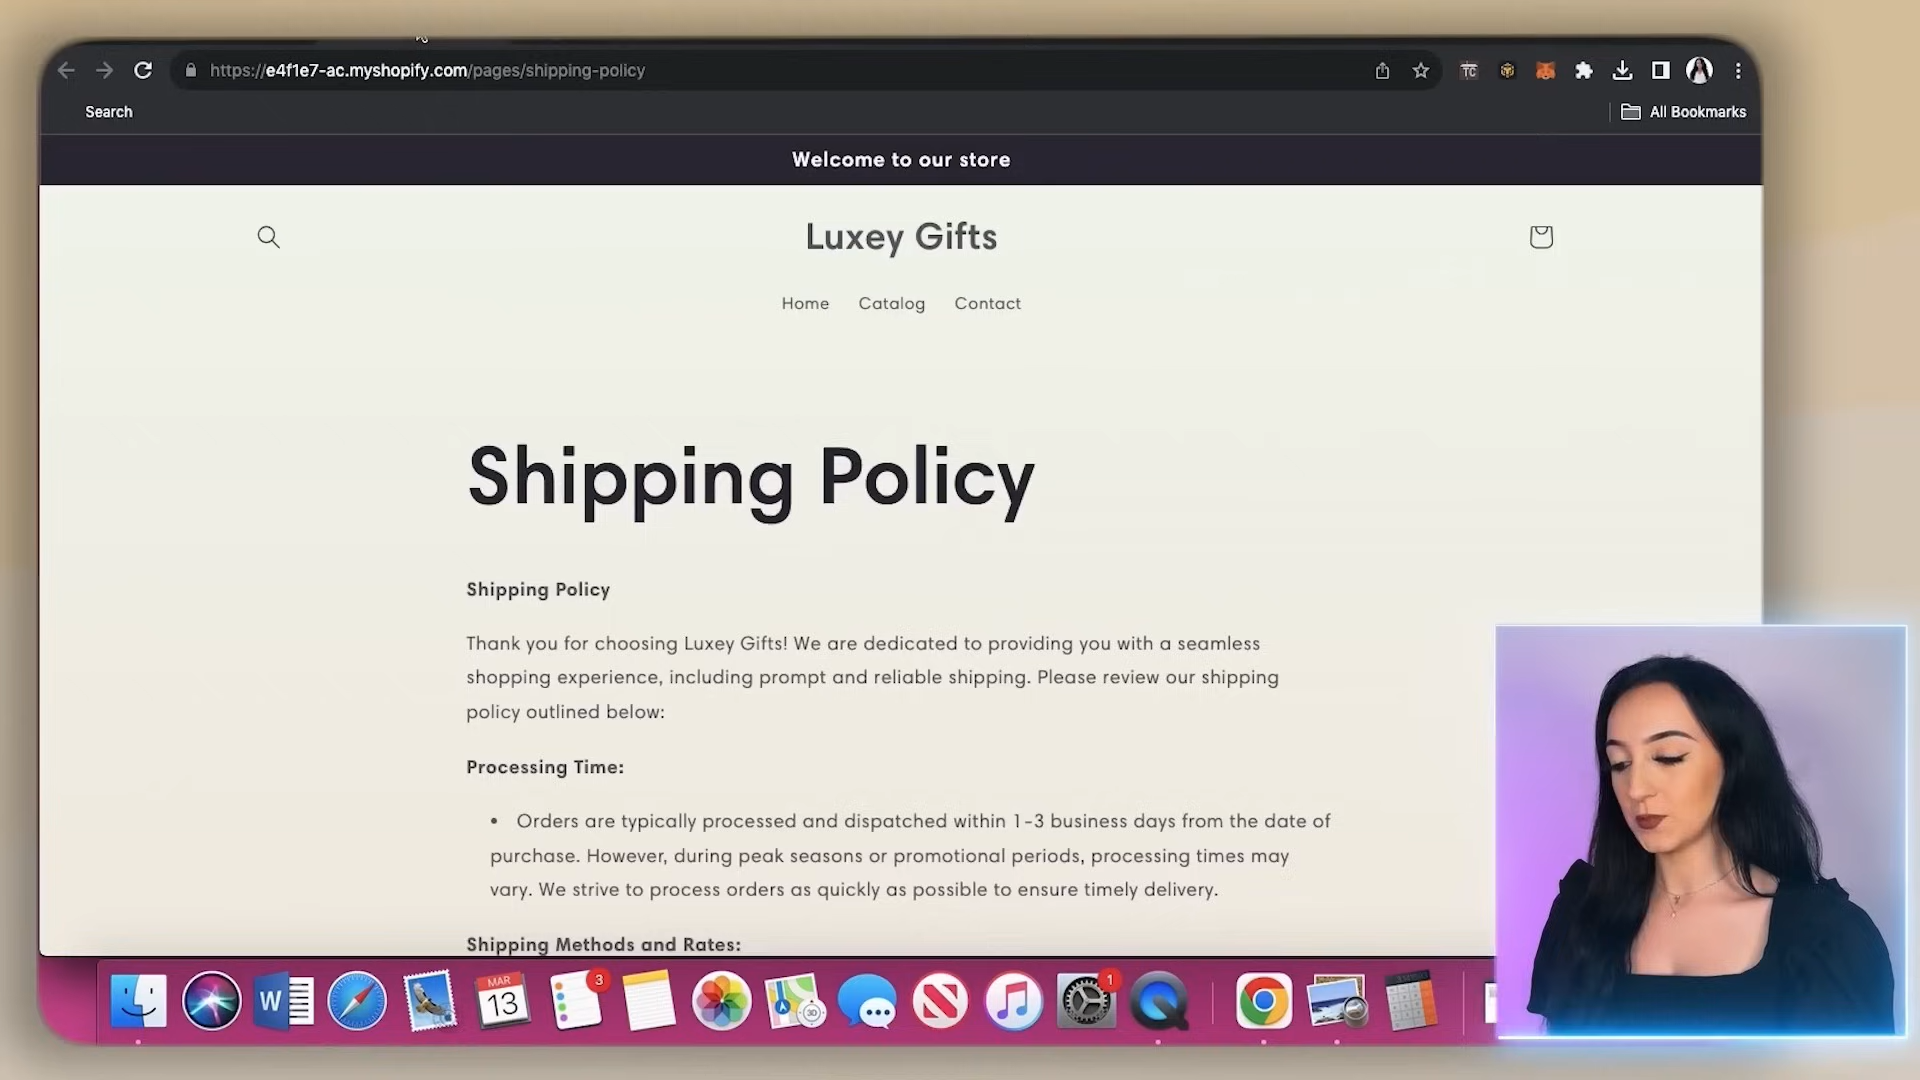 https://e4f1e7-ac.myshopify.com/pages/shipping-policy
TC
Search
All Bookmarks
Welcome to our store
Luxey Gifts
Home Catalog Contact
Shipping Policy
Shipping Policy
Thank you for choosing Luxey Gifts! We are dedicated to providing you with a seamless
shopping experience, including prompt and reliable shipping. Please review our shipping
policy outlined below:
Processing Time:
• Orders are typically processed and dispatched within 1-3 business days from the date of
purchase. However, during peak seasons or promotional periods, processing times may
vary. We strive to process orders as quickly as possible to ensure timely delivery.
Shipping Methods and Rates:
W
MAR
13
3
3D
1